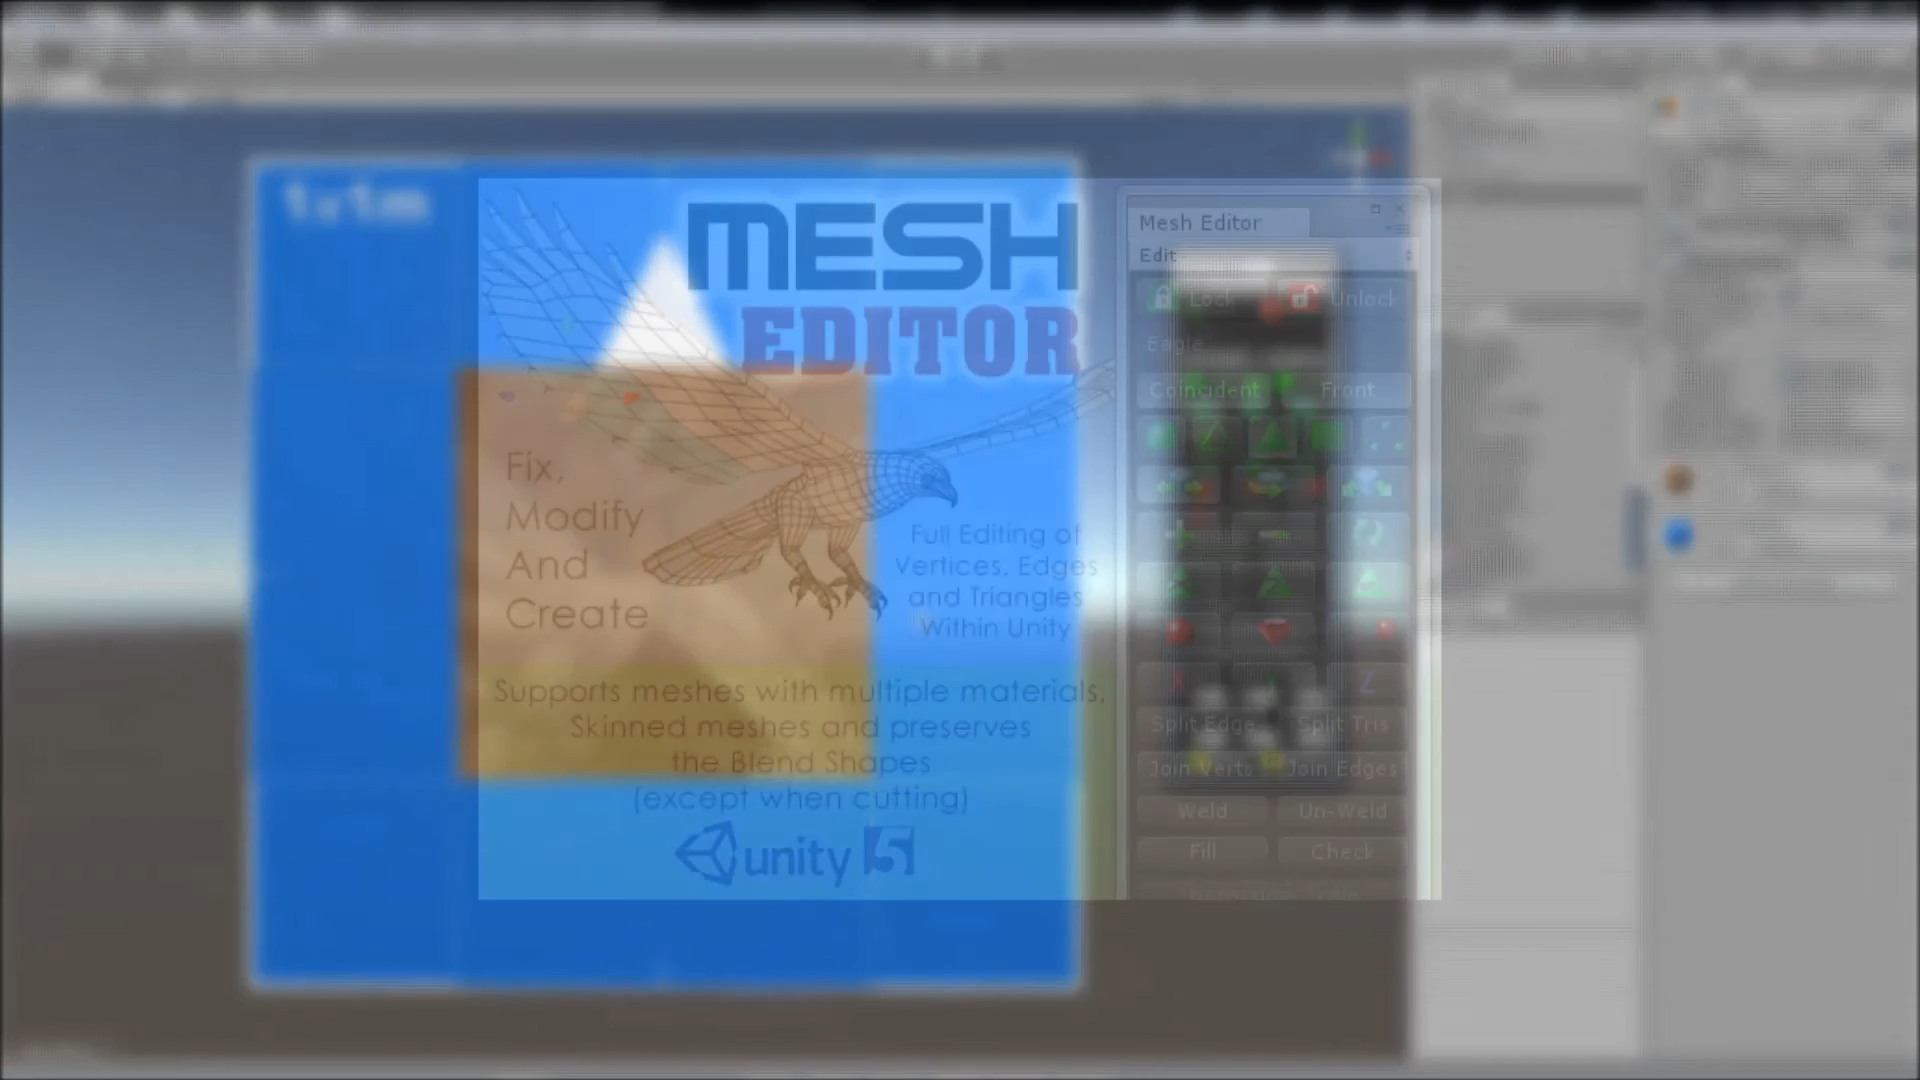 1x1m
MESH
EDITOR
Fix,
Modify
And
Create
Full Editing of
Vertices, Edges
and Triangles
Within Unity
Supports meshes with multiple materials,
Skinned meshes and preserves
the Blend Shapes
(except when cutting)
unity 5
Mesh Editor
Edit
Lock Unlock
Eagle
Coincident Front
Z
Split Edge Split Tris
Join Verts Join Edges
Weld Un-Weld
Fill Check